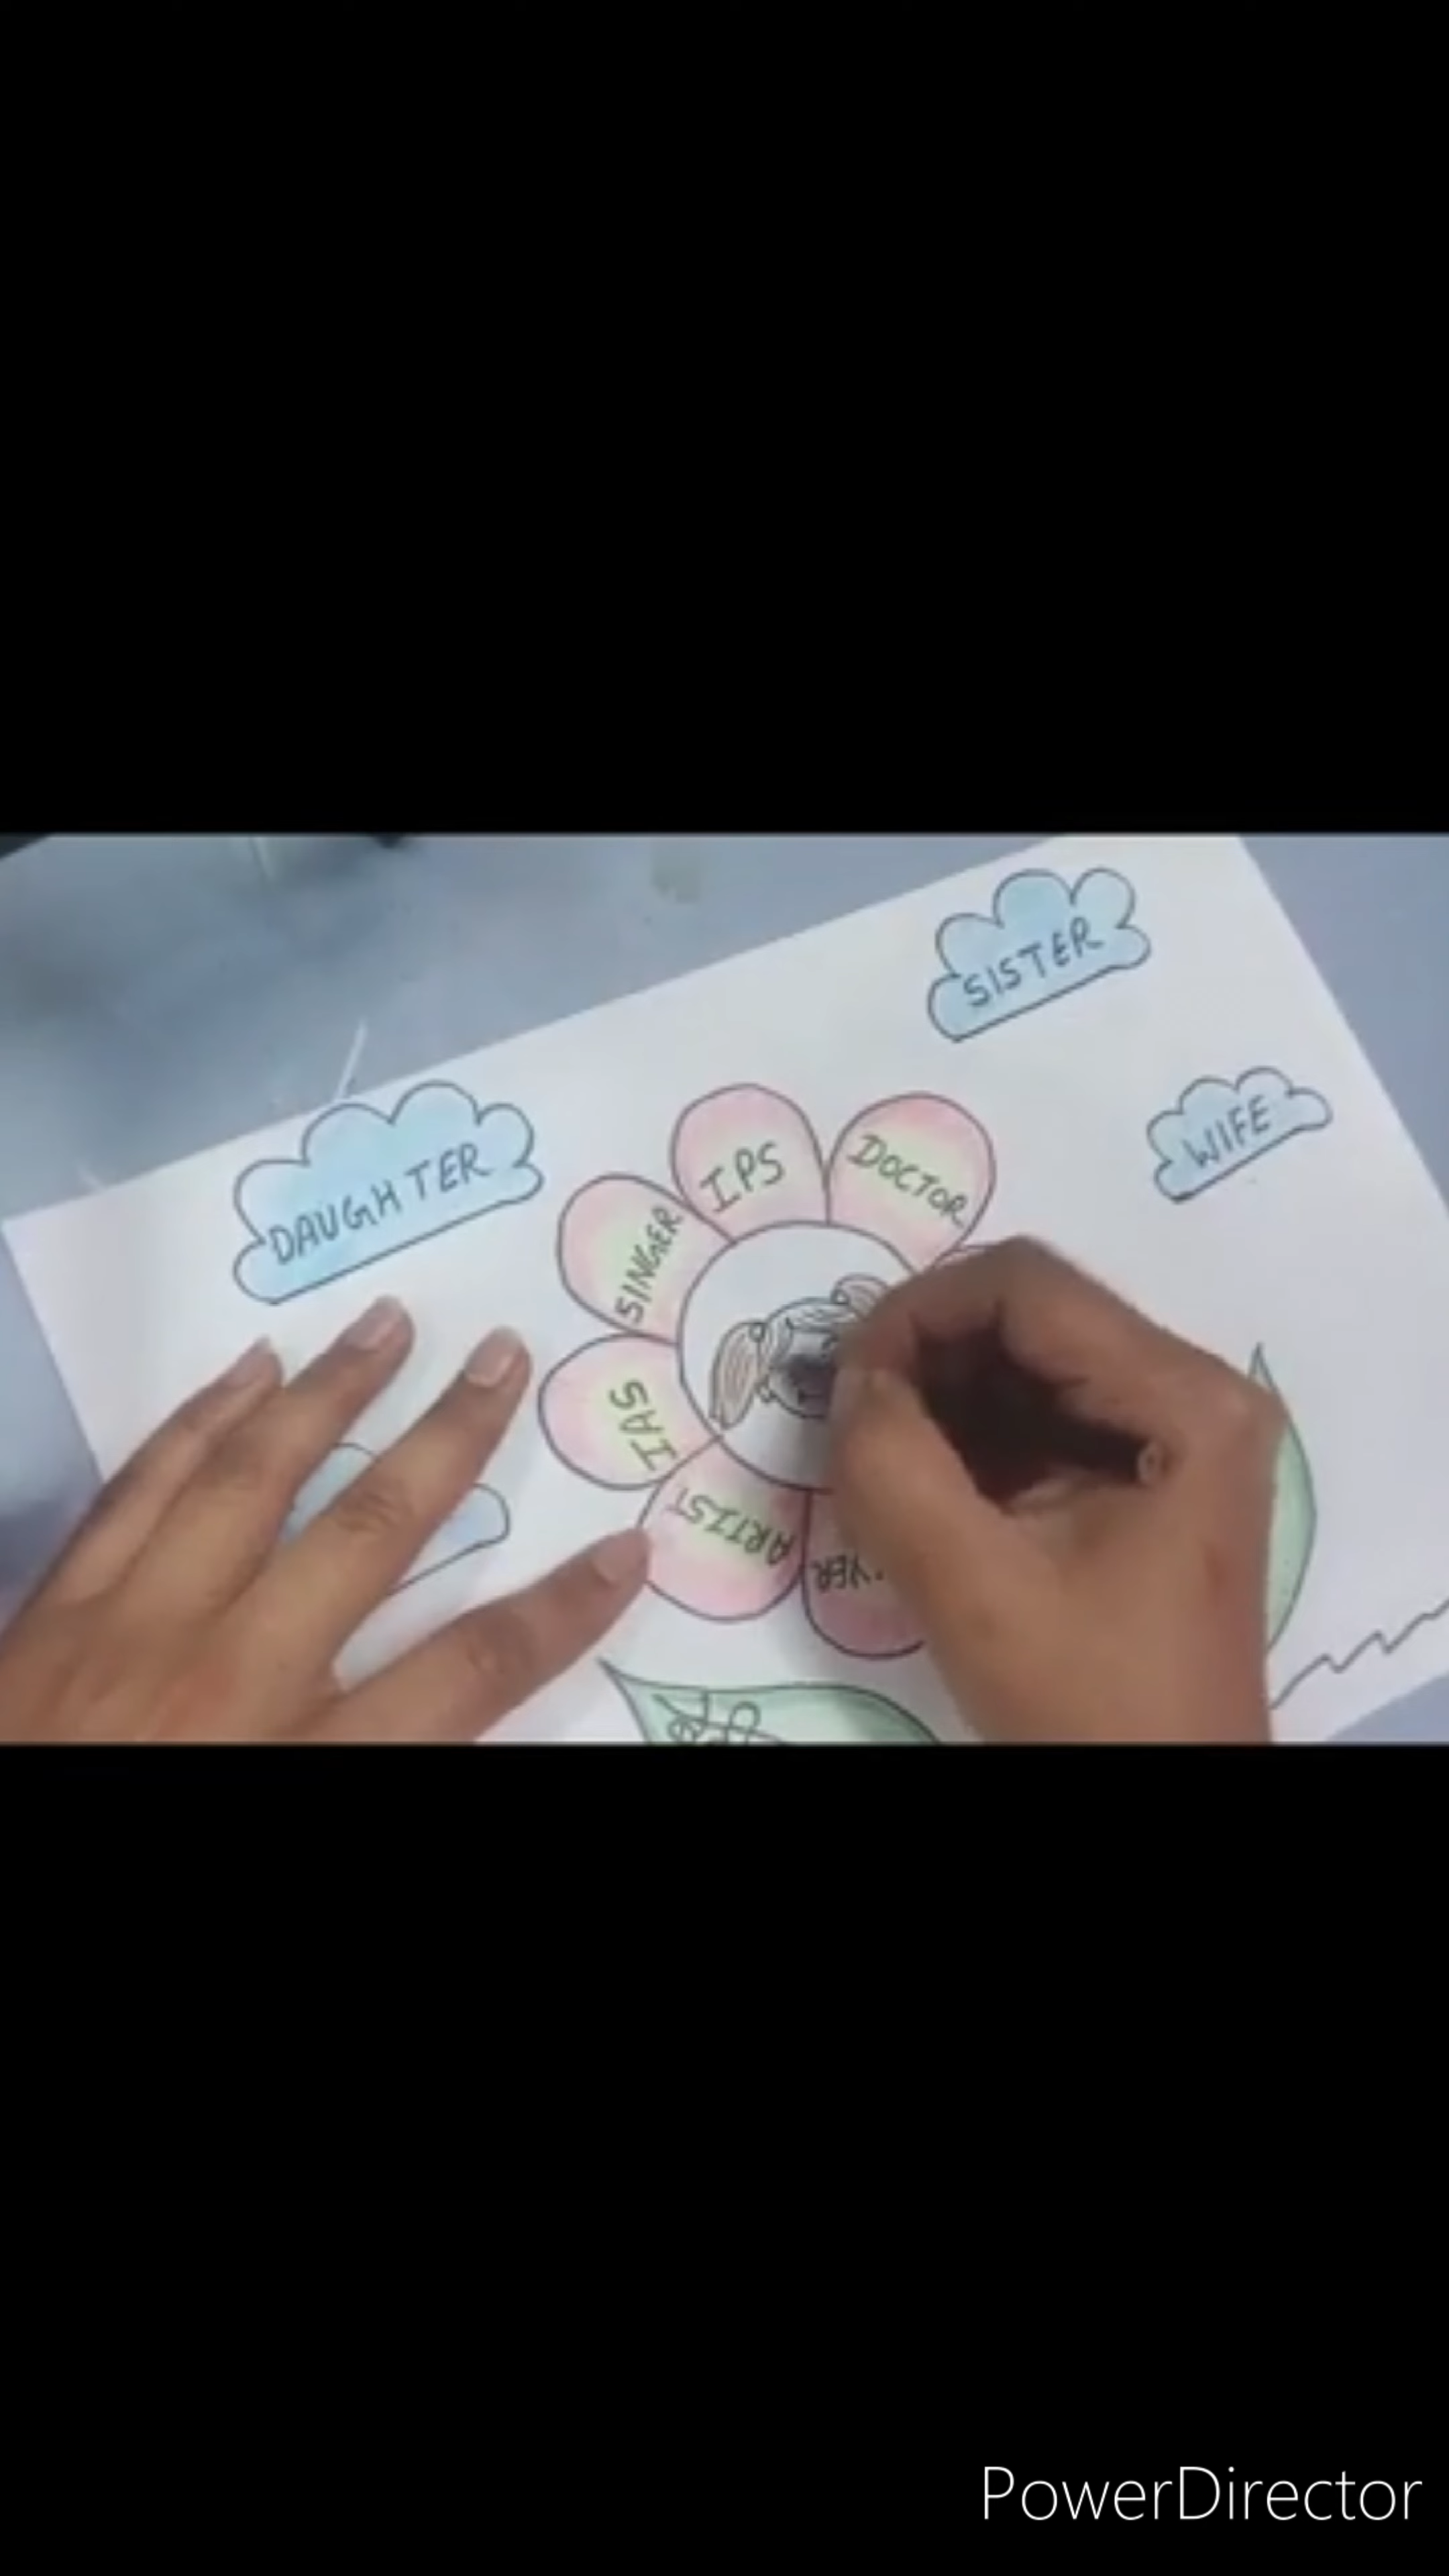 SISTER
WIFE
DAUGHTER
IPS
DOCTOR
SINGER
IAS
ARTIST
PowerDirector